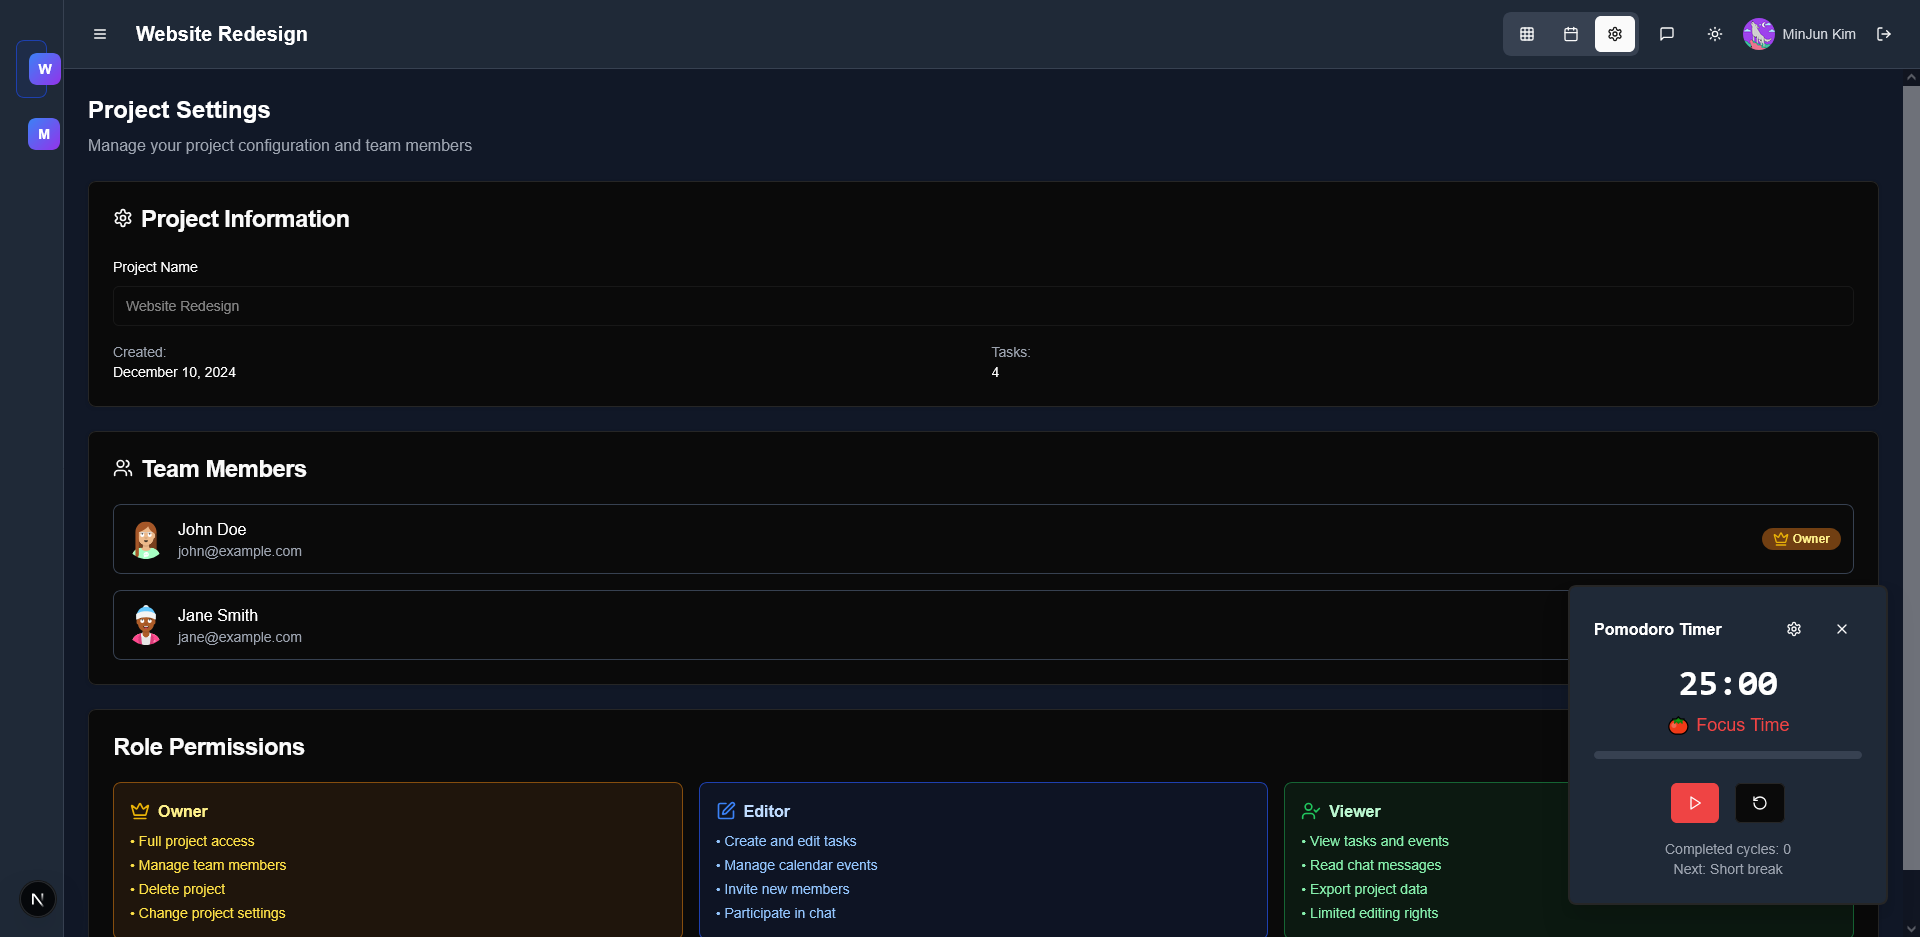 Website Redesign
MinJun Kim
W
M
Project Settings
Manage your project configuration and team members
Project Information
Project Name
Website Redesign
Created:
December 10, 2024
Tasks:
4
Team Members
John Doe
john@example.com
Owner
Jane Smith
jane@example.com
Role Permissions
Owner
• Full project access
• Manage team members
• Delete project
• Change project settings
Editor
• Create and edit tasks
• Manage calendar events
• Invite new members
• Participate in chat
Viewer
• View tasks and events
• Read chat messages
• Export project data
• Limited editing rights
Pomodoro Timer
25:00
Focus Time
Completed cycles: 0
Next: Short break
N